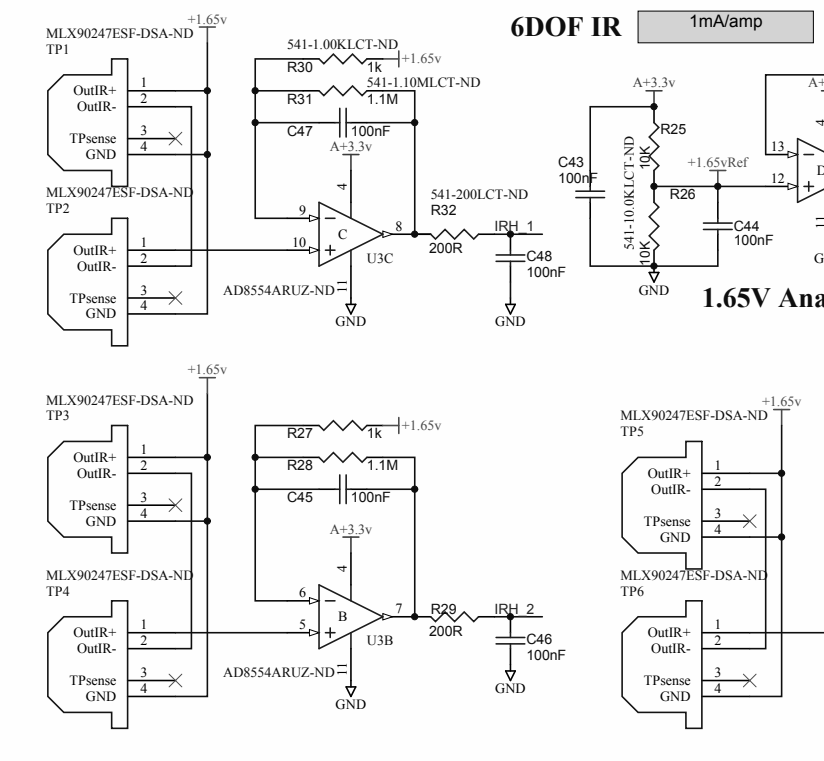 6DOF IR
1mA/amp
+1.65v
MLX90247ESF-DSA-ND
TP1
OutIR+ 1
OutIR- 2
TPsense 3
GND 4
MLX90247ESF-DSA-ND
TP2
OutIR+ 1
OutIR- 2
TPsense 3
GND 4
541-1.00KLCT-ND
R30 1k +1.65v
541-1.10MLCT-ND
R31 1.1M
C47 100nF
A+3.3v
4
9 8
10 C
U3C
AD8554ARUZ-ND 11
GND
541-200LCT-ND
R32
200R
IRH_1
C48
100nF
GND
A+3.3v
R25
10K
541-10.0KLCT-ND
C43
100nF
+1.65vRef
R26
10K
C44
100nF
GND
A+
4
13
12
D
11
G
1.65V Ana
+1.65v
MLX90247ESF-DSA-ND
TP3
OutIR+ 1
OutIR- 2
TPsense 3
GND 4
MLX90247ESF-DSA-ND
TP4
OutIR+ 1
OutIR- 2
TPsense 3
GND 4
R27 1k +1.65v
R28 1.1M
C45 100nF
A+3.3v
4
6 7
5 B
U3B
AD8554ARUZ-ND 11
GND
R29
200R
IRH_2
C46
100nF
GND
+1.65v
MLX90247ESF-DSA-ND
TP5
OutIR+ 1
OutIR- 2
TPsense 3
GND 4
MLX90247ESF-DSA-ND
TP6
OutIR+ 1
OutIR- 2
TPsense 3
GND 4